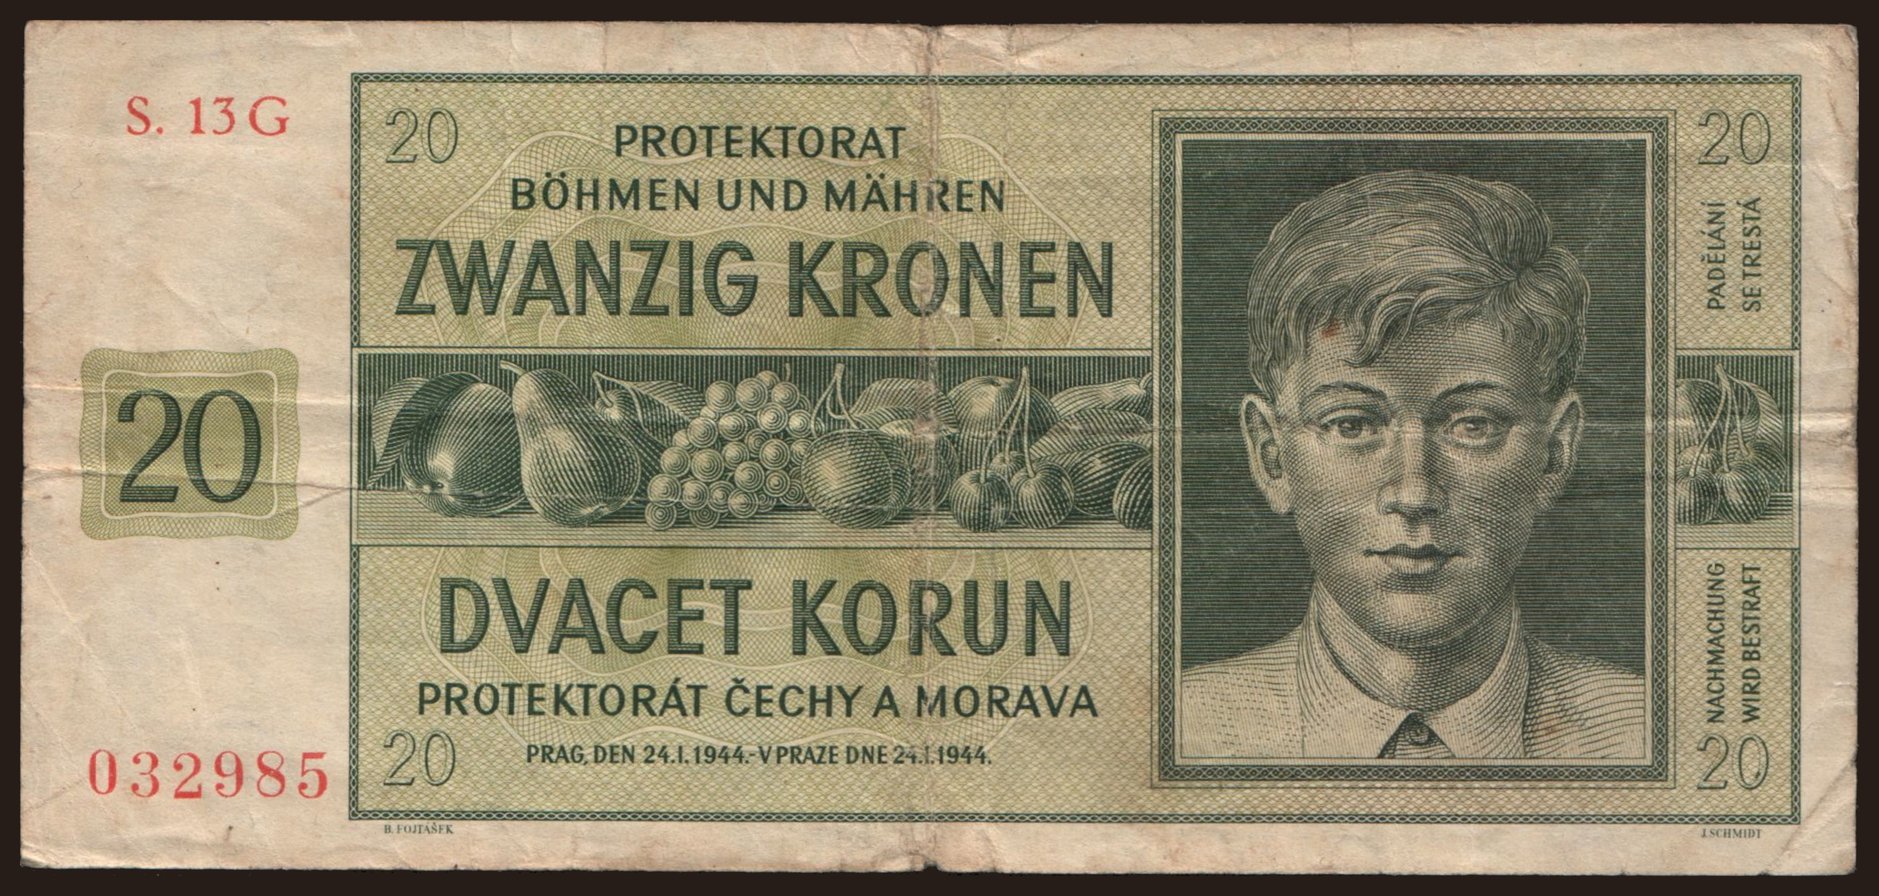 S. 13G
20
PROTEKTORAT
BÖHMEN UND MÄHREN
ZWANZIG KRONEN
20
PADĚLÁNÍ
SE TRESTÁ
20
DVACET KORUN
PROTEKTORÁT ČECHY A MORAVA
PRAG, DEN 24.I.1944.-V PRAZE DNE 24.I.1944.
032985
20
NACHMACHUNG
WIRD BESTRAFT
20
B. FOJTAŠEK
J. SCHMIDT